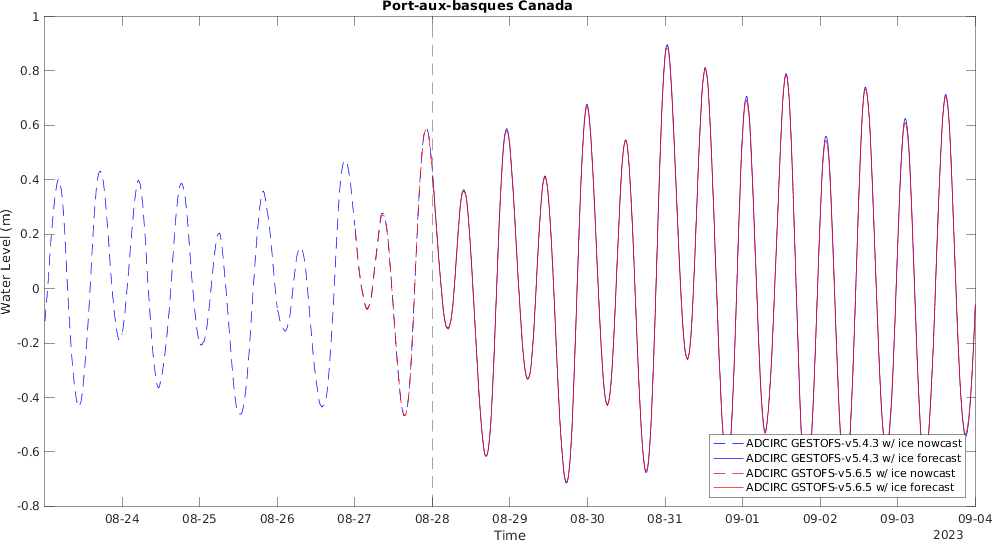 Port-aux-basques Canada
Water Level (m)
1
0.8
0.6
0.4
0.2
0
-0.2
-0.4
-0.6
-0.8
ADCIRC GESTOFS-v5.4.3 w/ ice nowcast
ADCIRC GESTOFS-v5.4.3 w/ ice forecast
ADCIRC GSTOFS-v5.6.5 w/ ice nowcast
ADCIRC GSTOFS-v5.6.5 w/ ice forecast
08-24 08-25 08-26 08-27 08-28 08-29 08-30 08-31 09-01 09-02 09-03 09-04
Time 2023